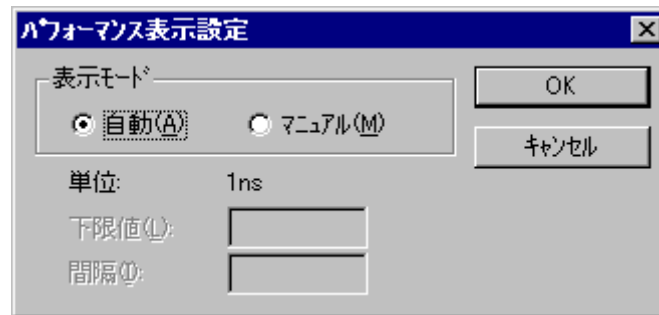 ﾊﾟﾌｫｰﾏﾝｽ表示設定
表示ﾓｰﾄﾞ
自動(A)
ﾏﾆｭｱﾙ(M)
OK
ｷｬﾝｾﾙ
単位: 1ns
下限値(L):
間隔(I):